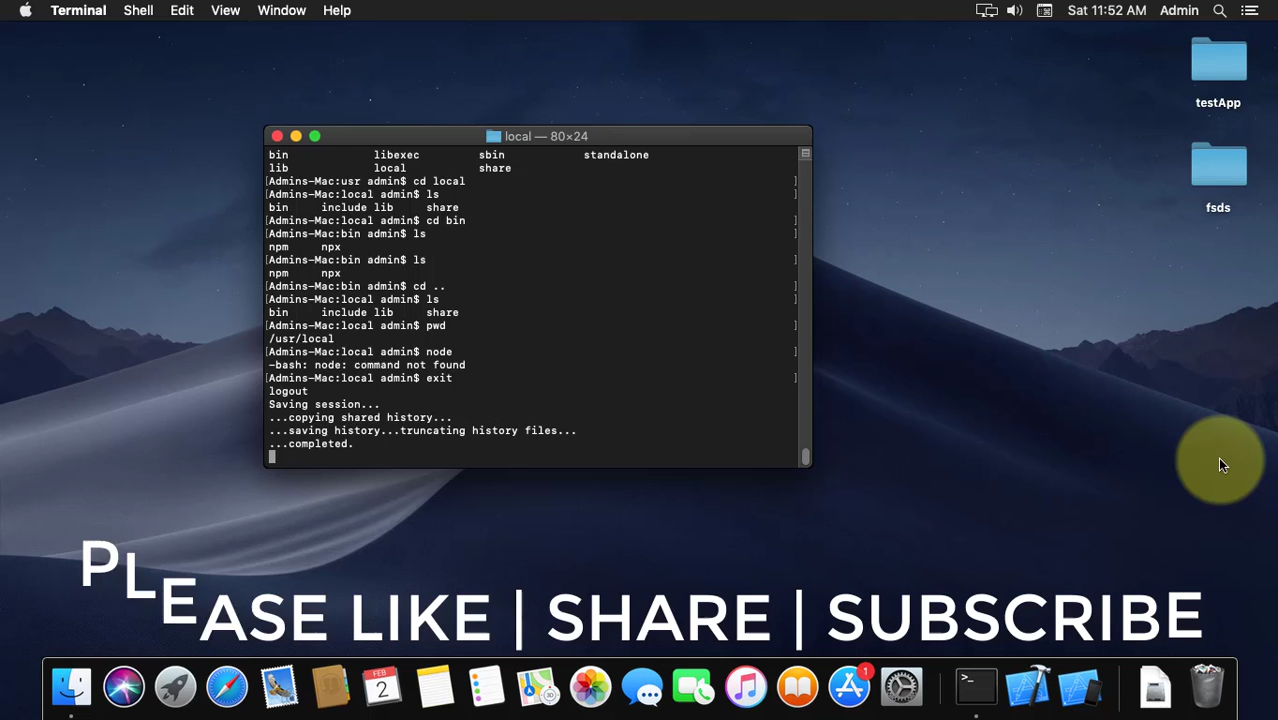 Terminal Shell Edit View Window Help Sat 11:52 AM Admin
testApp
fsds
local — 80×24
bin libexec sbin standalone
lib local share
[Admins-Mac:usr admin$ cd local ]
[Admins-Mac:local admin$ ls ]
bin include lib share
[Admins-Mac:local admin$ cd bin ]
[Admins-Mac:bin admin$ ls ]
npm npx
[Admins-Mac:bin admin$ ls ]
npm npx
[Admins-Mac:bin admin$ cd .. ]
[Admins-Mac:local admin$ ls ]
bin include lib share
[Admins-Mac:local admin$ pwd ]
/usr/local
[Admins-Mac:local admin$ node ]
-bash: node: command not found
[Admins-Mac:local admin$ exit ]
logout
Saving session...
...copying shared history...
...saving history...truncating history files...
...completed.
PLEASE LIKE | SHARE | SUBSCRIBE
FEB
2
1